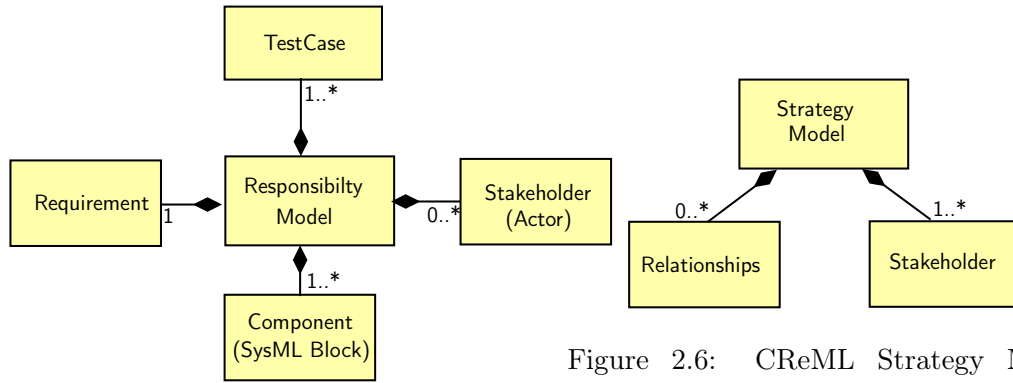 TestCase
1..*
Requirement
1
Responsibilty
Model
0..*
Stakeholder
(Actor)
1..*
Component
(SysML Block)
Strategy
Model
0..*
1..*
Relationships
Stakeholder
Figure 2.6: CReML Strategy